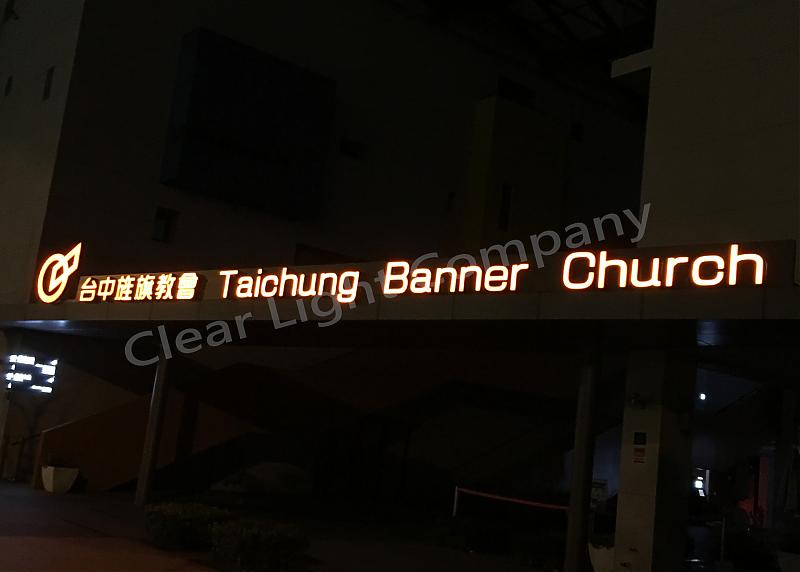 台中旌旗教會 Taichung Banner Church
Clear Light Company